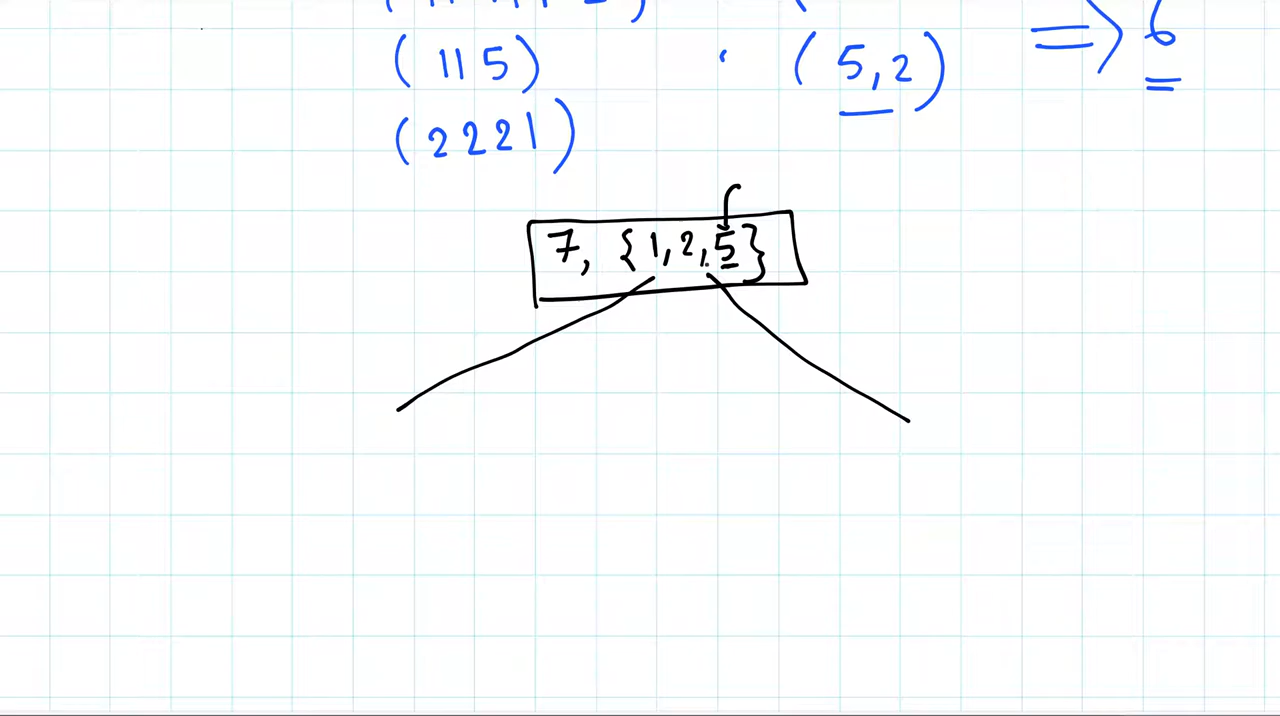 (115) (5,2) => 6
(2221)
7, {1,2,5}